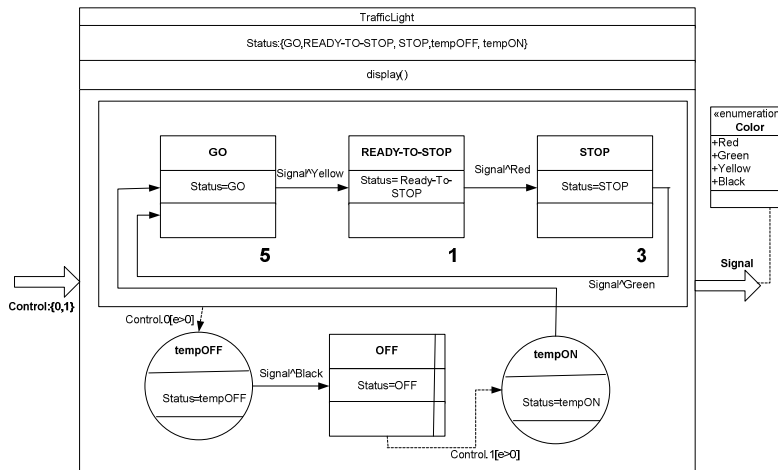 TrafficLight
Status:{GO,READY-TO-STOP, STOP,tempOFF, tempON}
display()
«enumeration»
Color
+Red
+Green
+Yellow
+Black
GO
Status=GO
5
Signal^Yellow
READY-TO-STOP
Status= Ready-To-
STOP
1
Signal^Red
STOP
Status=STOP
3
Signal^Green
Control:{0,1}
Signal
Control.0[e>0]
tempOFF
Status=tempOFF
Signal^Black
OFF
Status=OFF
Control.1[e>0]
tempON
Status=tempON